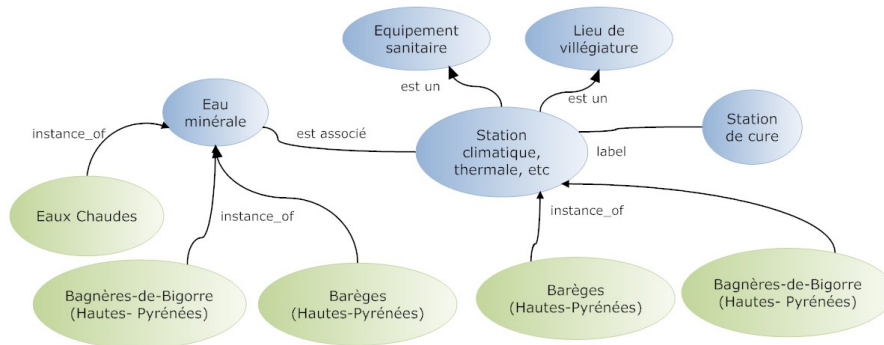 Equipement
sanitaire
Lieu de
villégiature
est un
est un
Eau
minérale
instance_of
est associé
Station
climatique,
thermale, etc
label
Station
de cure
Eaux Chaudes
instance_of
instance_of
Bagnères-de-Bigorre
(Hautes- Pyrénées)
Barèges
(Hautes-Pyrénées)
Barèges
(Hautes-Pyrénées)
Bagnères-de-Bigorre
(Hautes- Pyrénées)